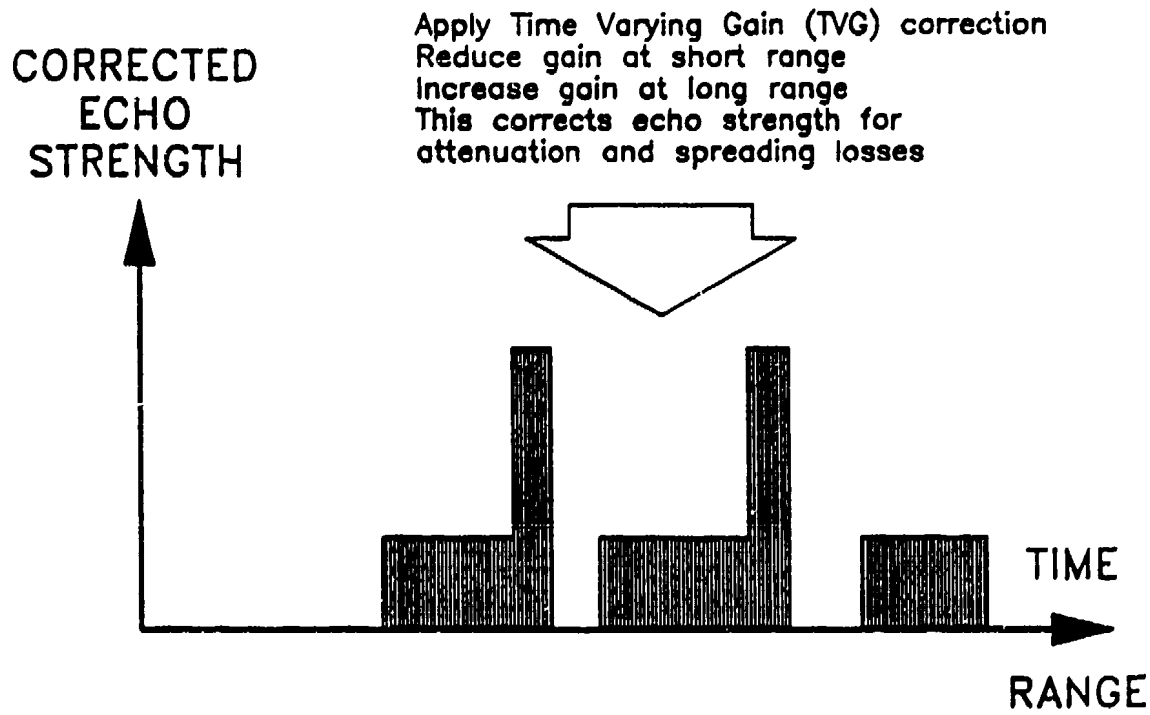 Apply Time Varying Gain (TVG) correction
Reduce gain at short range
Increase gain at long range
This corrects echo strength for
attenuation and spreading losses
CORRECTED
ECHO
STRENGTH
TIME
RANGE